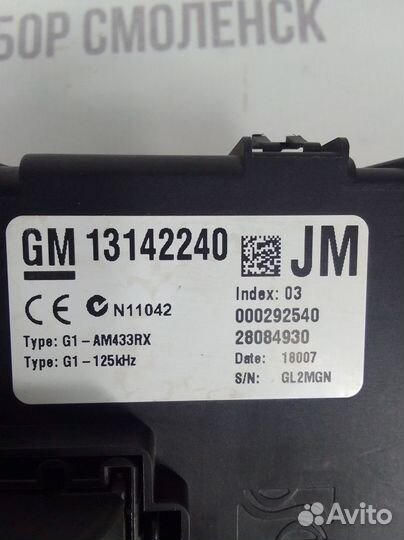 БОР СМОЛЕНСК
GM 13142240 JM
CE N11042
Index: 03
000292540
Type: G1-AM433RX
28084930
Type: G1-125kHz
Date: 18007
S/N: GL2MGN
Avito